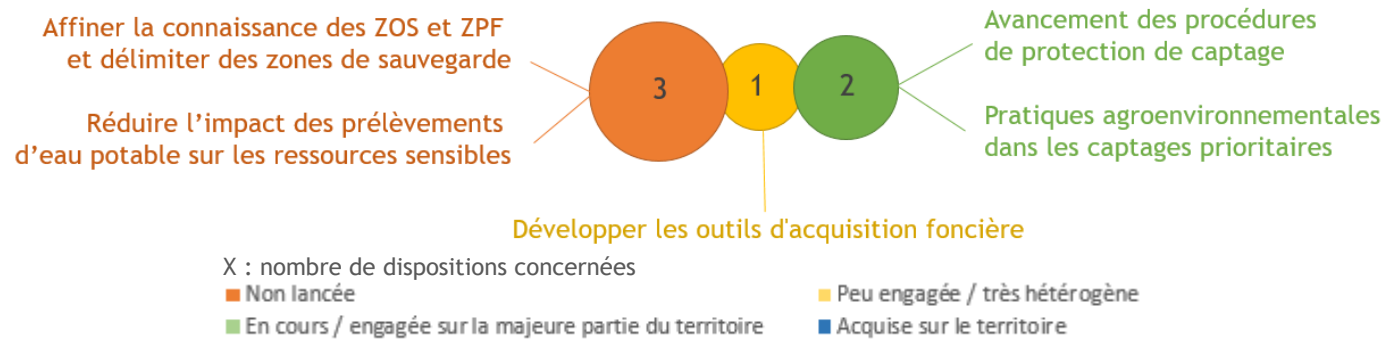 Affiner la connaissance des ZOS et ZPF
et délimiter des zones de sauvegarde
Réduire l’impact des prélèvements
d’eau potable sur les ressources sensibles
3
1
2
Avancement des procédures
de protection de captage
Pratiques agroenvironnementales
dans les captages prioritaires
Développer les outils d'acquisition foncière
X : nombre de dispositions concernées
Non lancée
Peu engagée / très hétérogène
En cours / engagée sur la majeure partie du territoire
Acquise sur le territoire